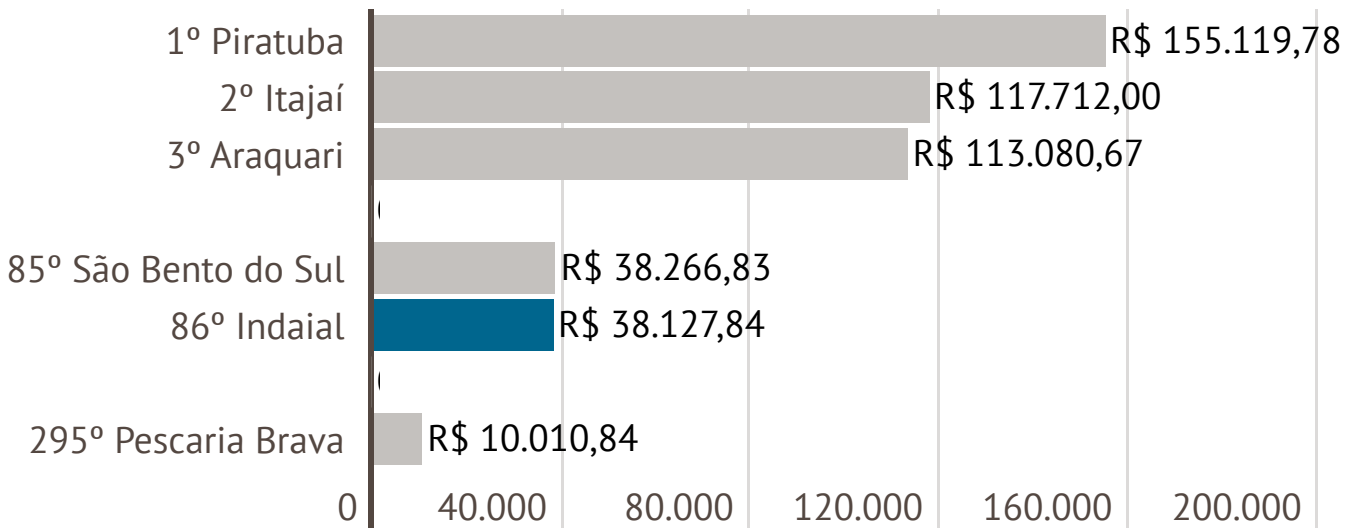 1º Piratuba R$ 155.119,78
2º Itajaí R$ 117.712,00
3º Araquari R$ 113.080,67
85º São Bento do Sul R$ 38.266,83
86º Indaial R$ 38.127,84
295º Pescaria Brava R$ 10.010,84
0 40.000 80.000 120.000 160.000 200.000